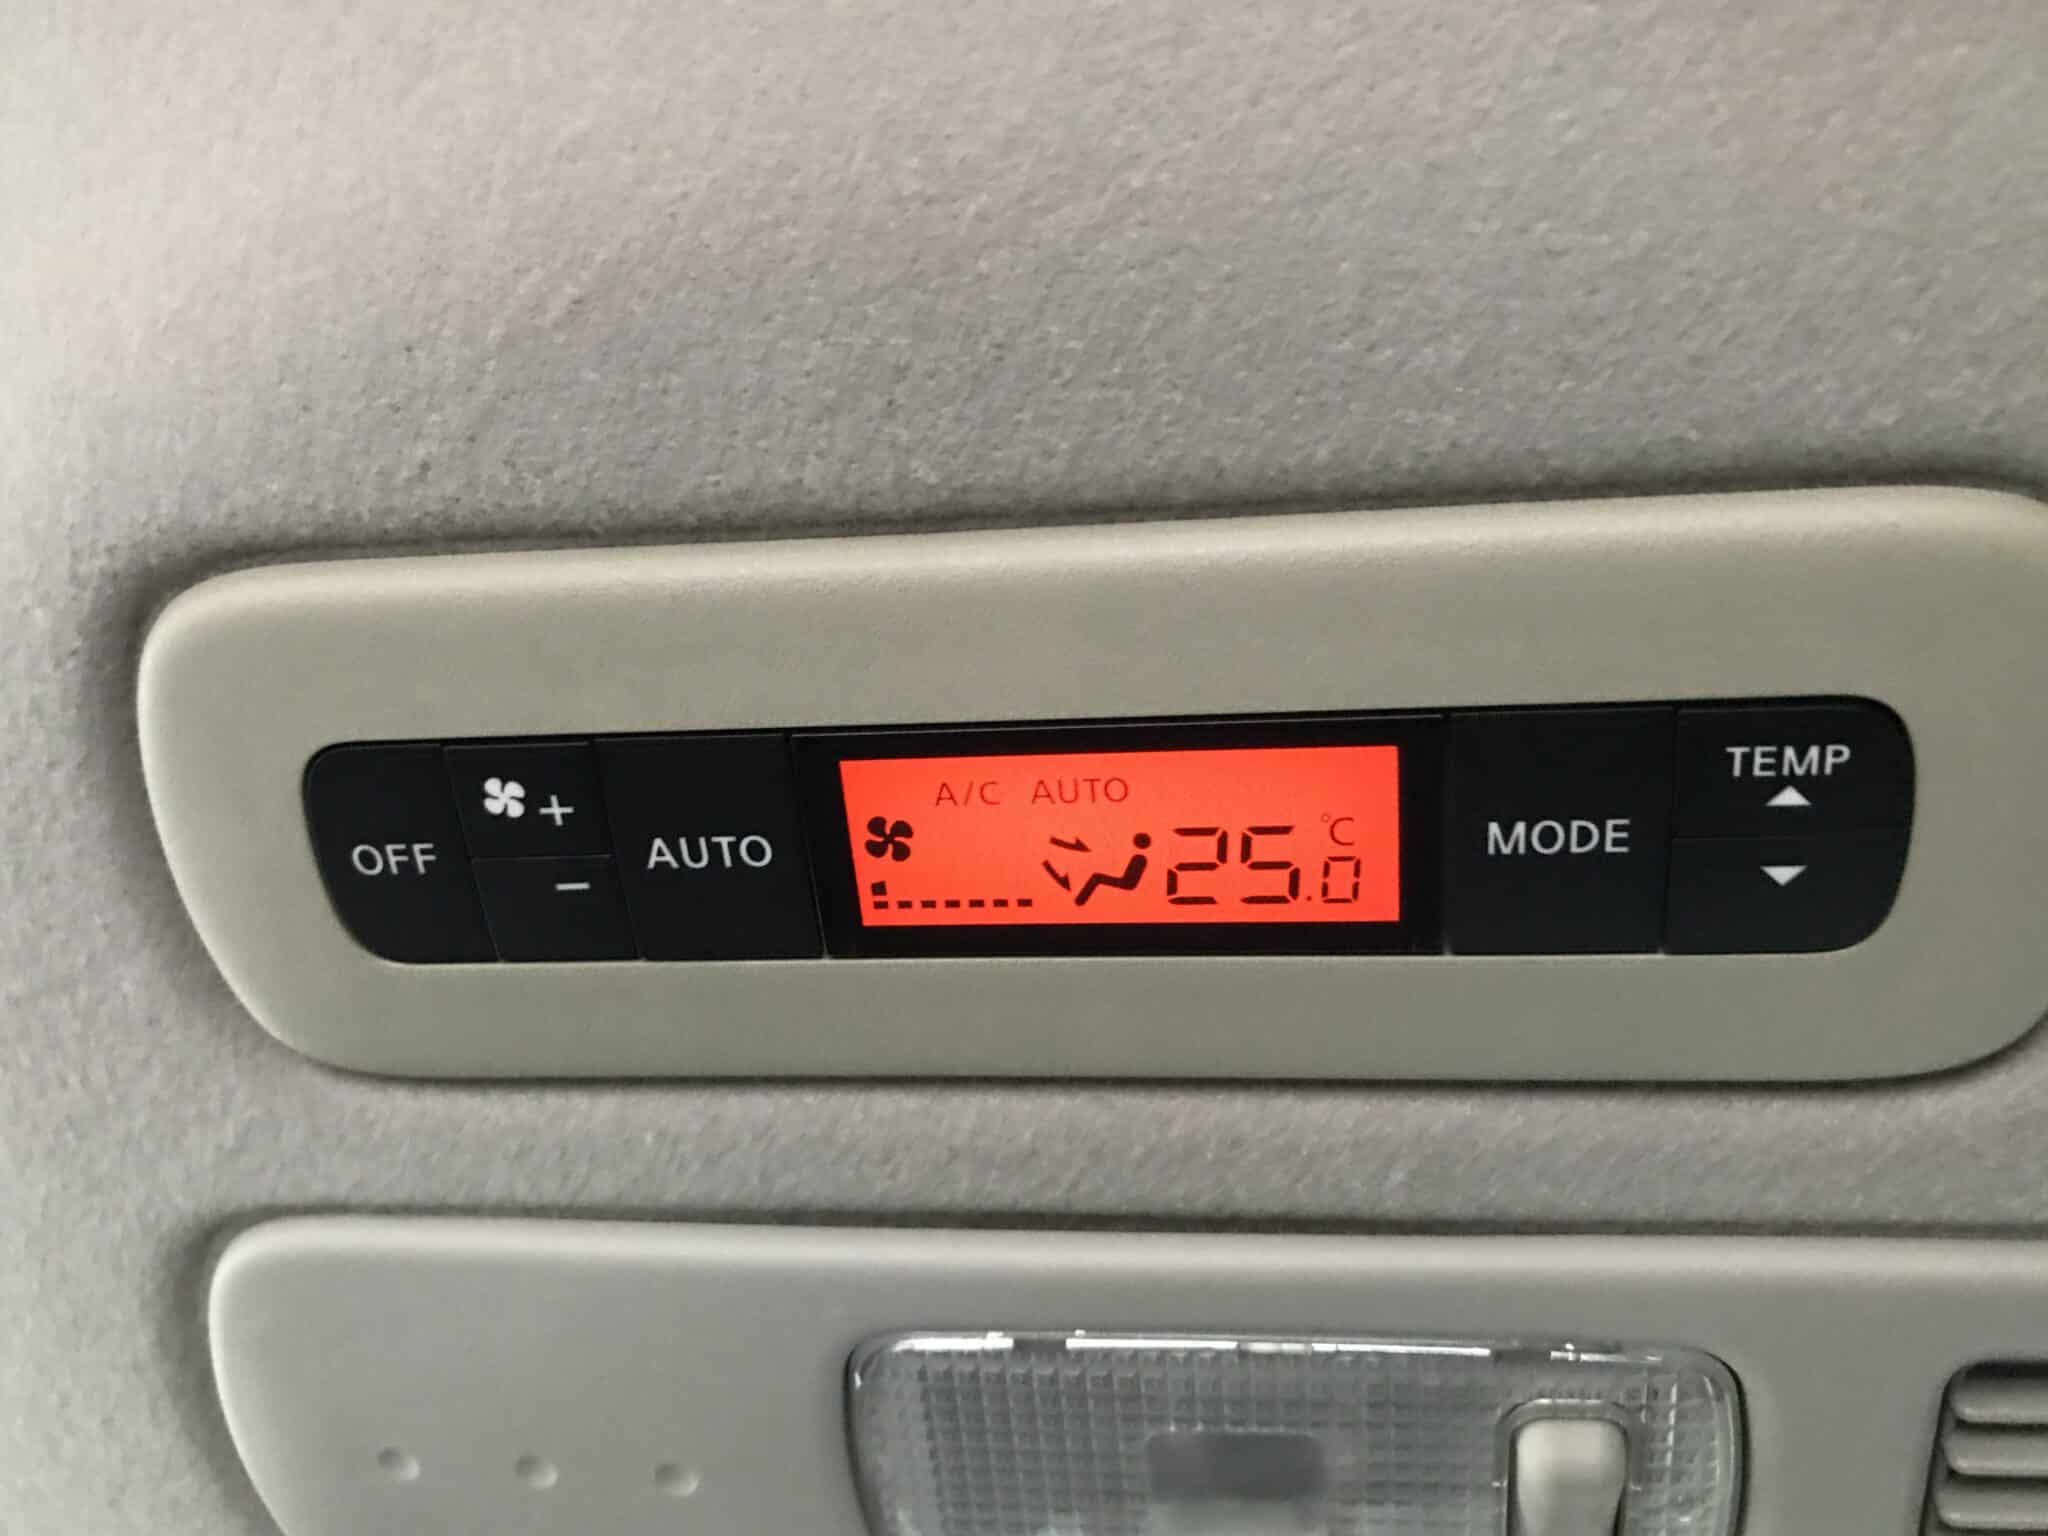 OFF
+
−
AUTO
A/C AUTO
25.0 °C
MODE
TEMP